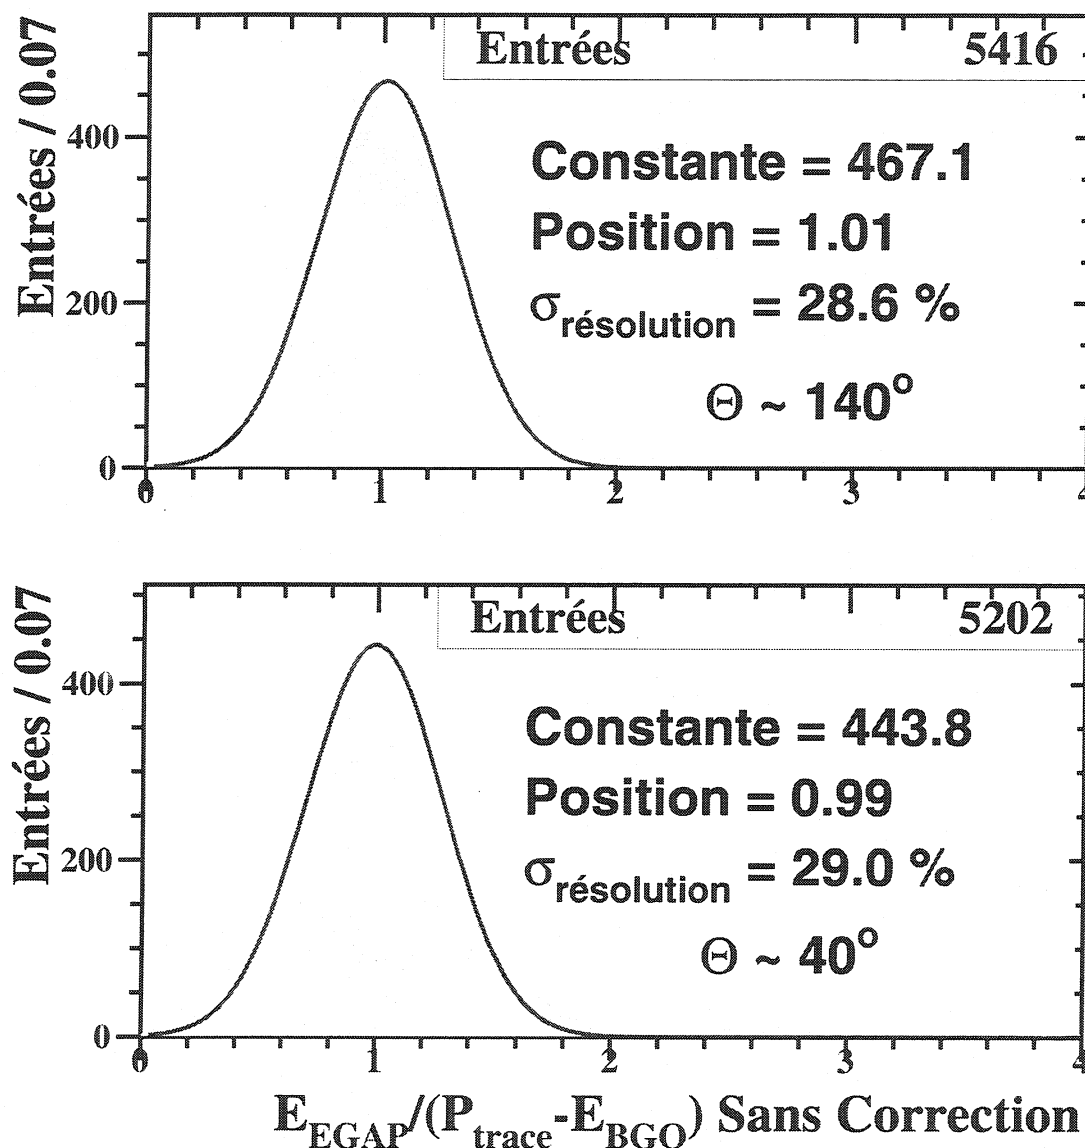 Entrées 5416
Entrées / 0.07
400
200
0
Constante = 467.1
Position = 1.01
σrésolution = 28.6 %
Θ ~ 140°
0 1 2 3 4
Entrées 5202
Entrées / 0.07
400
200
0
Constante = 443.8
Position = 0.99
σrésolution = 29.0 %
Θ ~ 40°
0 1 2 3 4
EEGAP/(Ptrace-EBGO) Sans Correction